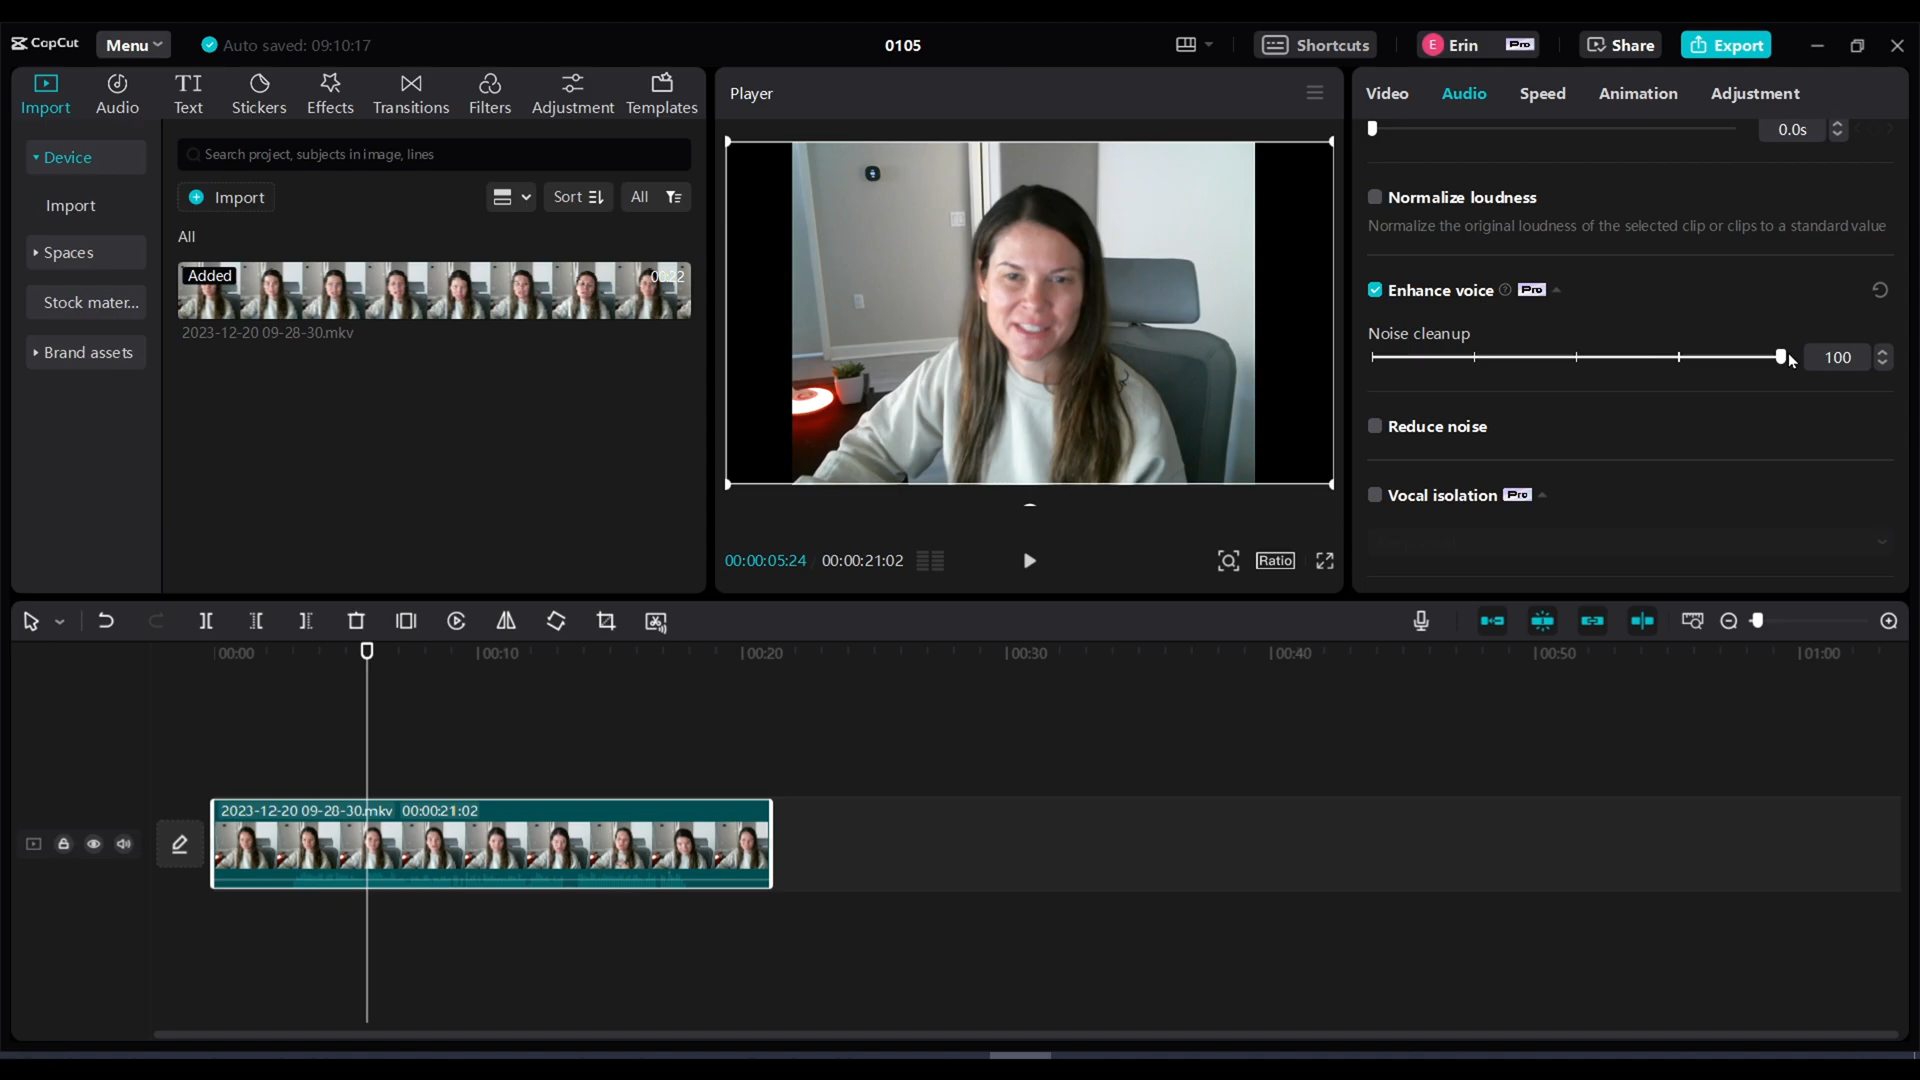 CapCut
Menu
Auto saved: 09:10:17
0105
Shortcuts
E Erin Pro
Share
Export
Import
Audio
Text
Stickers
Effects
Transitions
Filters
Adjustment
Templates
Device
Import
Spaces
Stock mater...
Brand assets
Search project, subjects in image, lines
Import
Sort
All
All
Added
00:22
2023-12-20 09-28-30.mkv
Player
00:00:05:24
00:00:21:02
Ratio
Video
Audio
Speed
Animation
Adjustment
0.0s
Normalize loudness
Normalize the original loudness of the selected clip or clips to a standard value
Enhance voice Pro
Noise cleanup
100
Reduce noise
Vocal isolation Pro
00:00
00:10
00:20
00:30
00:40
00:50
01:00
2023-12-20 09-28-30.mkv 00:00:21:02